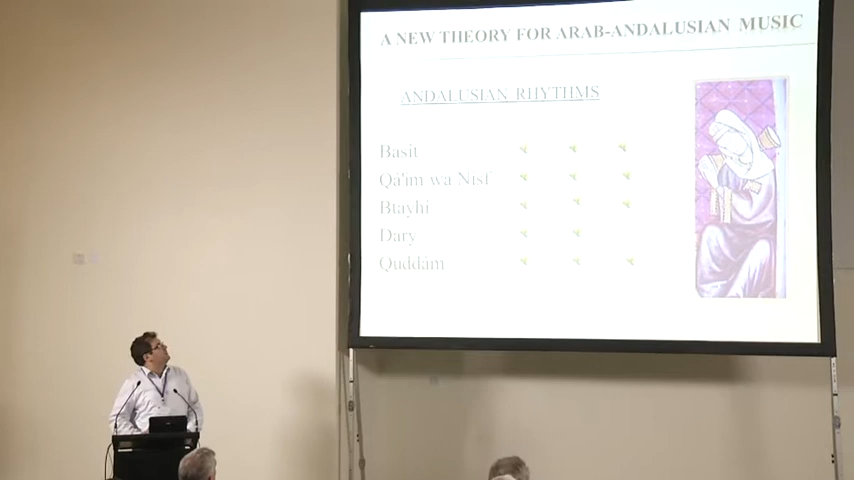 A NEW THEORY FOR ARAB-ANDALUSIAN MUSIC
ANDALUSIAN RHYTHMS
Basit
Qá'im wa Nisf
Btayhi
Dary
Quddám